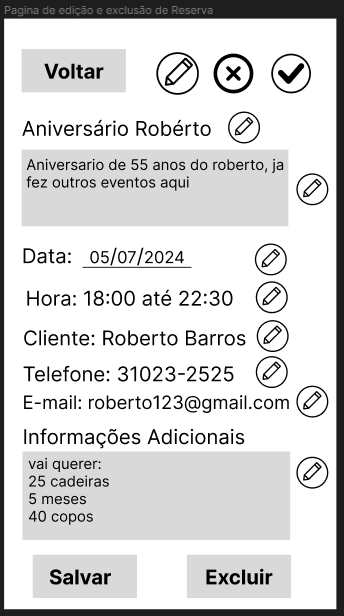 Pagina de edição e exclusão de Reserva
Voltar
Aniversário Robérto
Aniversario de 55 anos do roberto, ja
fez outros eventos aqui
Data: 05/07/2024
Hora: 18:00 até 22:30
Cliente: Roberto Barros
Telefone: 31023-2525
E-mail: roberto123@gmail.com
Informações Adicionais
vai querer:
25 cadeiras
5 meses
40 copos
Salvar
Excluir